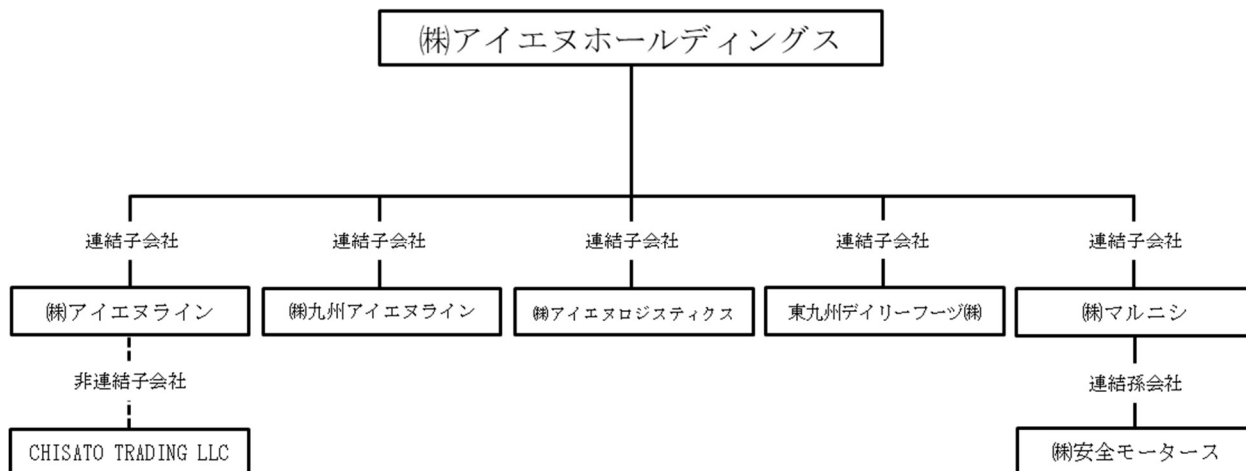 ㈱アイエヌホールディングス
連結子会社
連結子会社
連結子会社
連結子会社
連結子会社
㈱アイエヌライン
㈱九州アイエヌライン
㈱アイエヌロジスティクス
東九州デイリーフーヅ㈱
㈱マルニシ
非連結子会社
連結孫会社
CHISATO TRADING LLC
㈱安全モータース